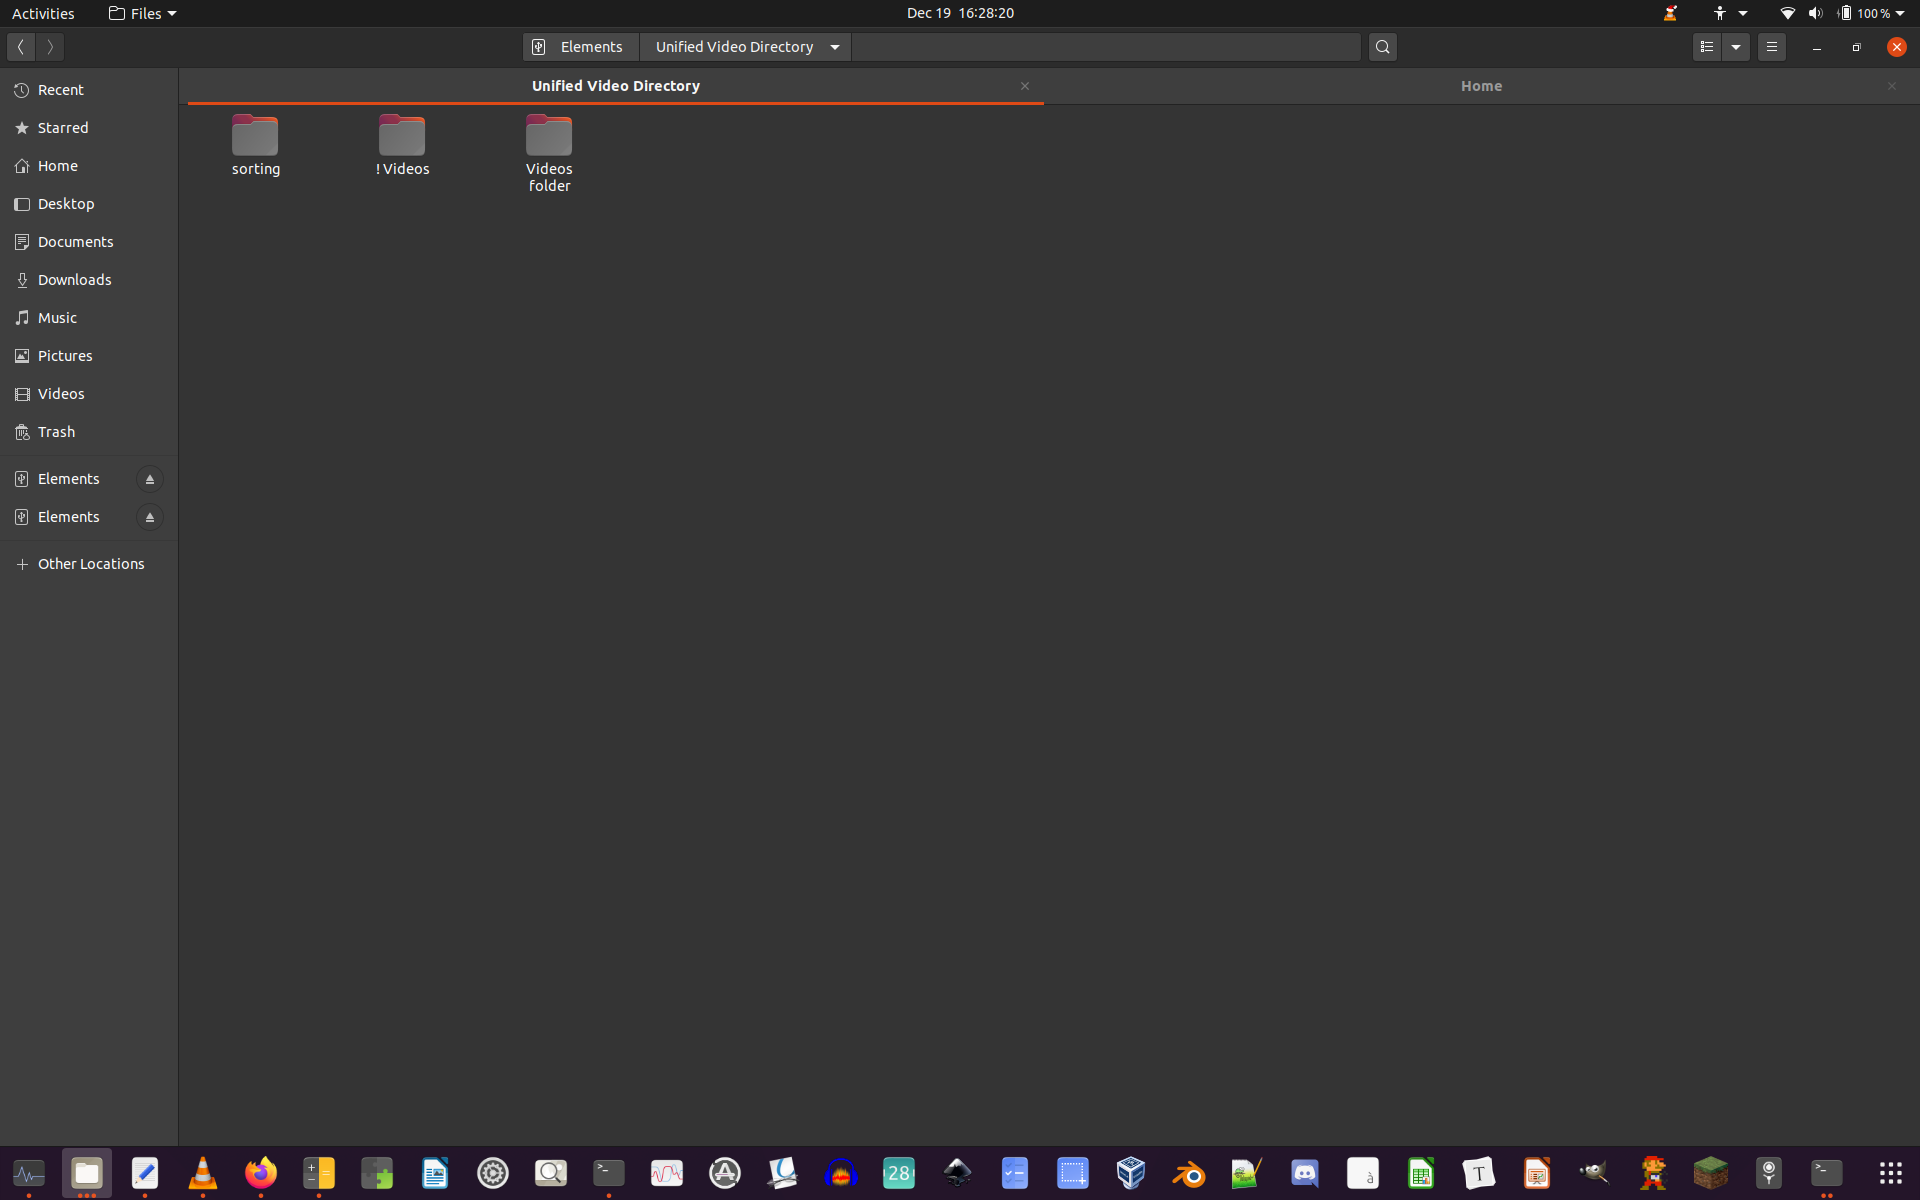 Activities
Files
Dec 19 16:28:20
100 %
Elements
Unified Video Directory
Recent
Starred
Home
Desktop
Documents
Downloads
Music
Pictures
Videos
Trash
Elements
Elements
Other Locations
Unified Video Directory
Home
sorting
! Videos
Videos
folder
28
a
T